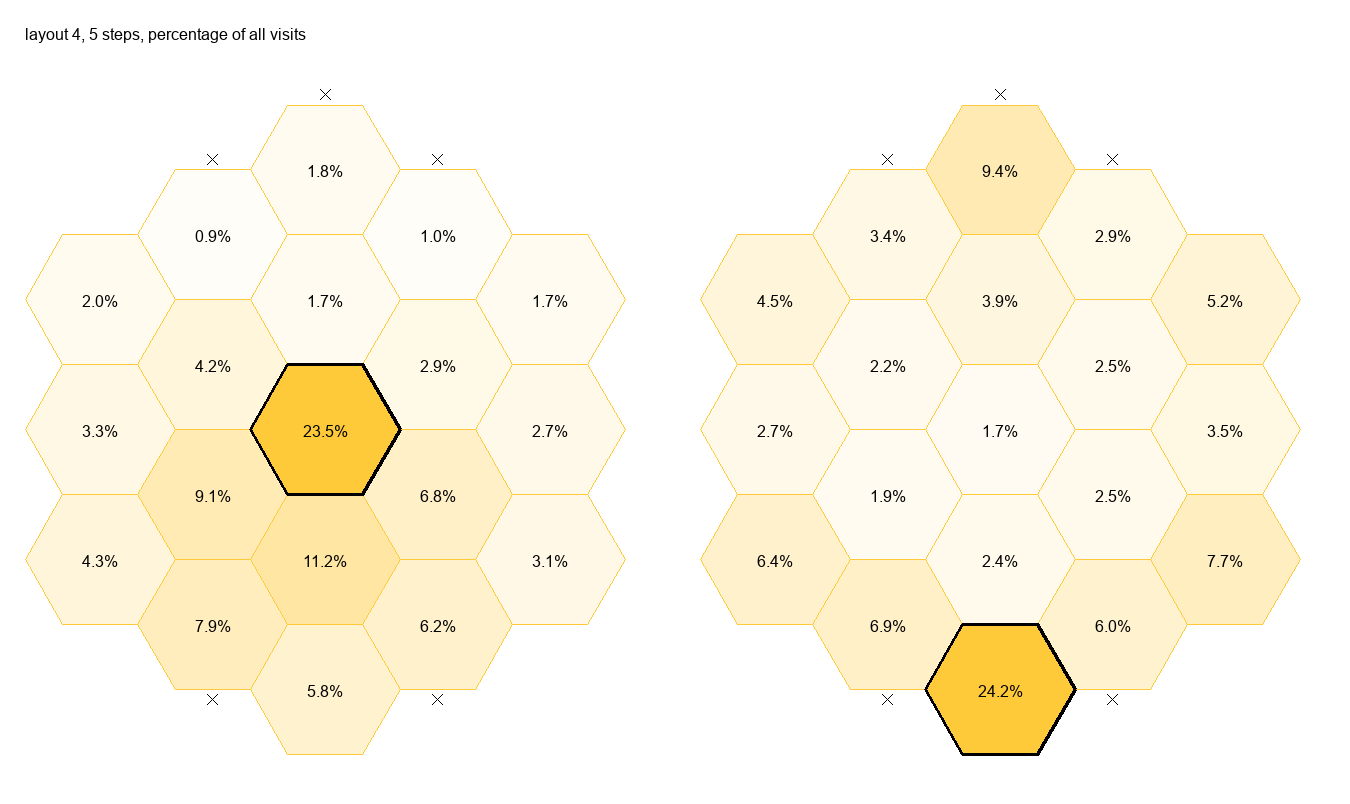 layout 4, 5 steps, percentage of all visits
1.8% 9.4%
0.9% 1.0% 3.4% 2.9%
2.0% 1.7% 1.7% 4.5% 3.9% 5.2%
4.2% 2.9% 2.2% 2.5%
3.3% 23.5% 2.7% 2.7% 1.7% 3.5%
9.1% 6.8% 1.9% 2.5%
4.3% 11.2% 3.1% 6.4% 2.4% 7.7%
7.9% 6.2% 6.9% 6.0%
5.8% 24.2%